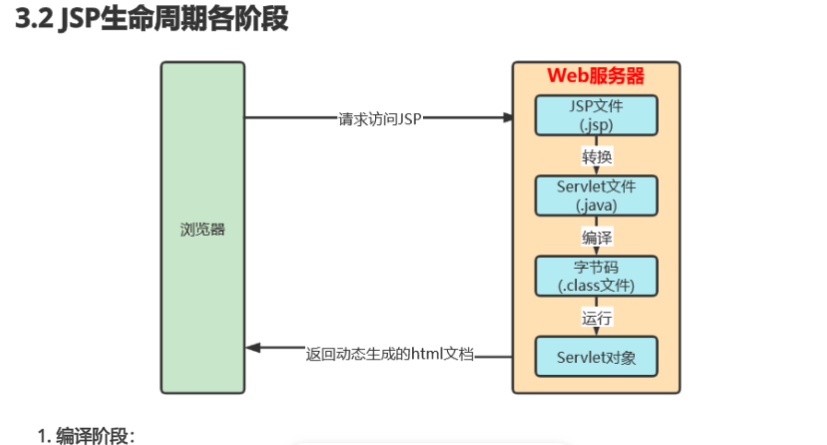 3.2 JSP生命周期各阶段
Web服务器
JSP文件
(.jsp)
请求访问JSP
转换
Servlet文件
(.java)
浏览器
编译
字节码
(.class文件)
运行
返回动态生成的html文档
Servlet对象
1. 编译阶段：